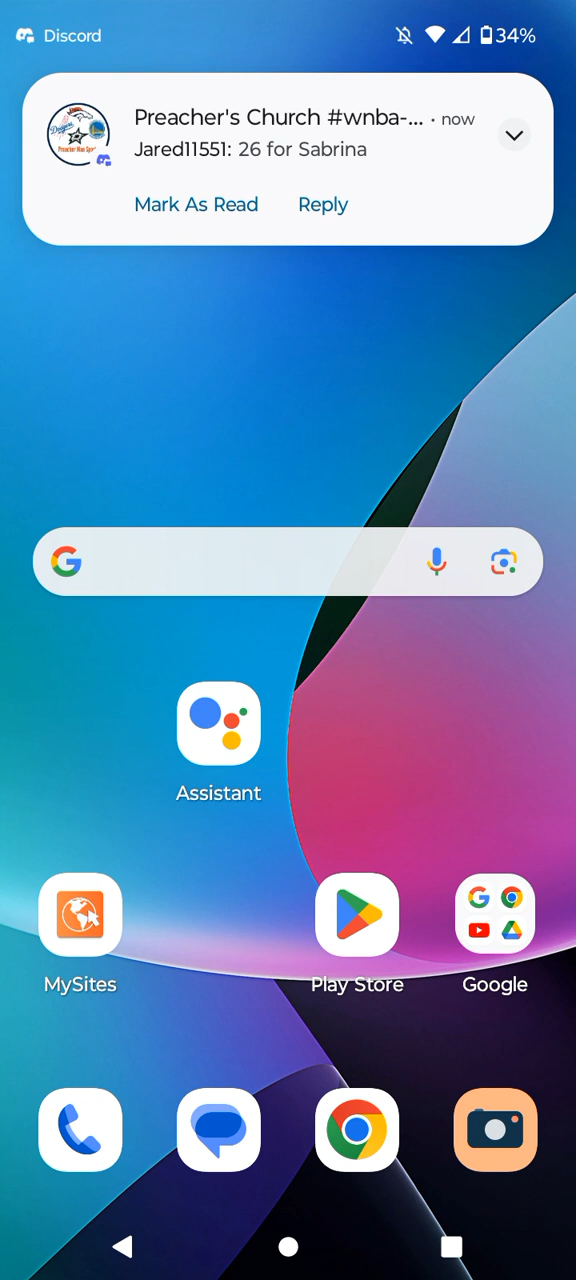 Discord
34%
Preacher's Church #wnba-... · now
Jared11551: 26 for Sabrina
Mark As Read Reply
Assistant
MySites
Play Store
Google